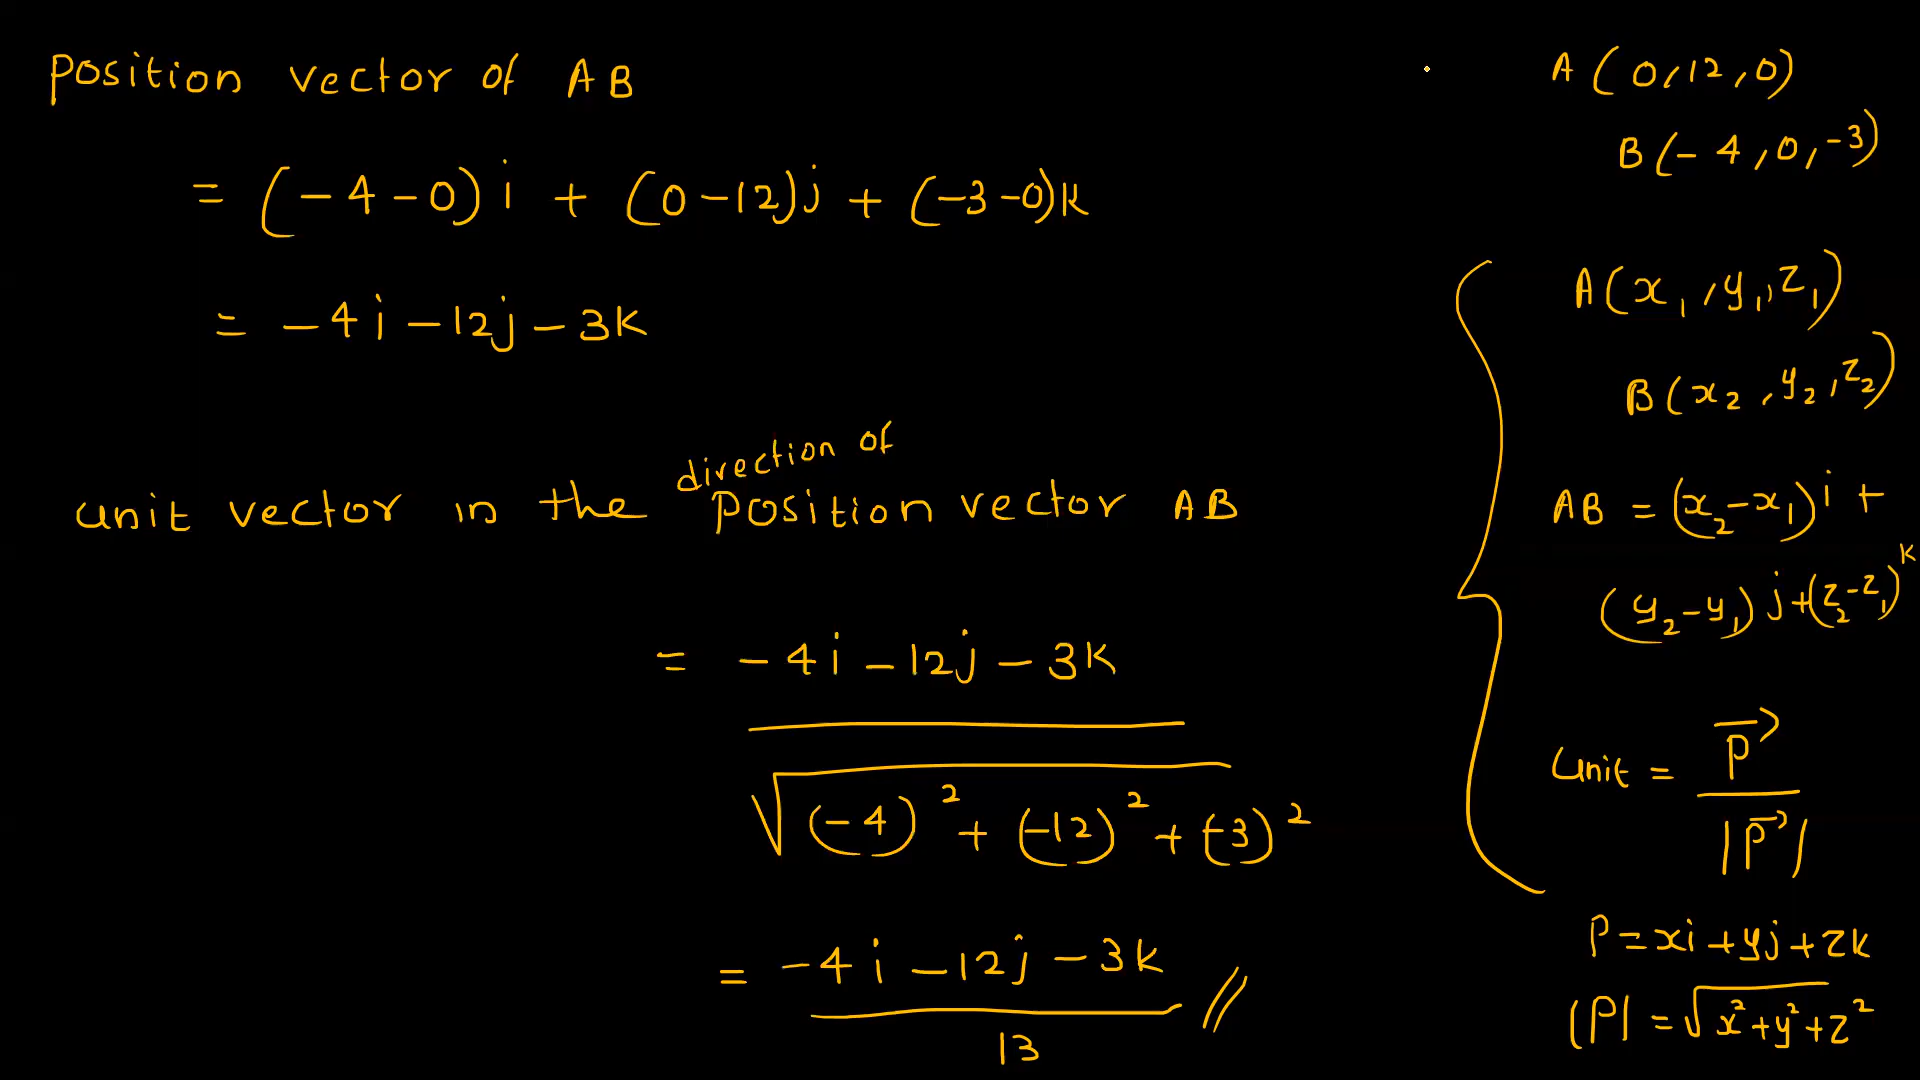 Position vector of AB
= (-4-0)i + (0-12)j + (-3-0)k
= -4i - 12j - 3k
unit vector in the direction of position vector AB
= -4i - 12j - 3k
√(-4)² + (-12)² + (-3)²
= -4i - 12j - 3k //
13
A(0,12,0)
B(-4,0,-3)
A(x₁,y₁,z₁)
B(x₂,y₂,z₂)
AB = (x₂-x₁)i +
(y₂-y₁)j+(z₂-z₁)k
Unit = P⃗
|P⃗|
P = xi+yj+zk
|P| = √x²+y²+z²